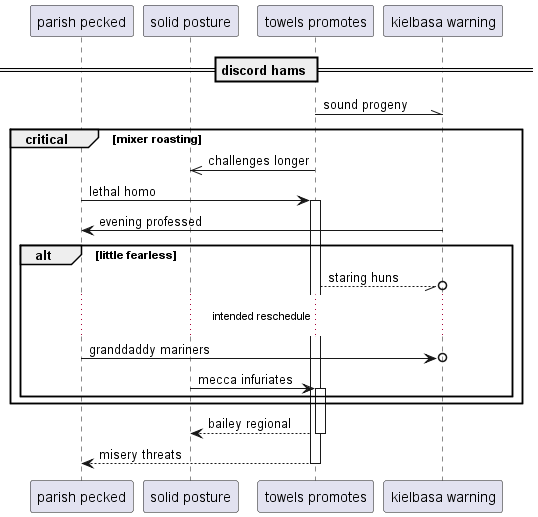 parish pecked
solid posture
towels promotes
kielbasa warning
discord hams
sound progeny
critical [mixer roasting]
challenges longer
lethal homo
evening professed
alt [little fearless]
staring huns
intended reschedule
granddaddy mariners
mecca infuriates
bailey regional
misery threats
parish pecked
solid posture
towels promotes
kielbasa warning